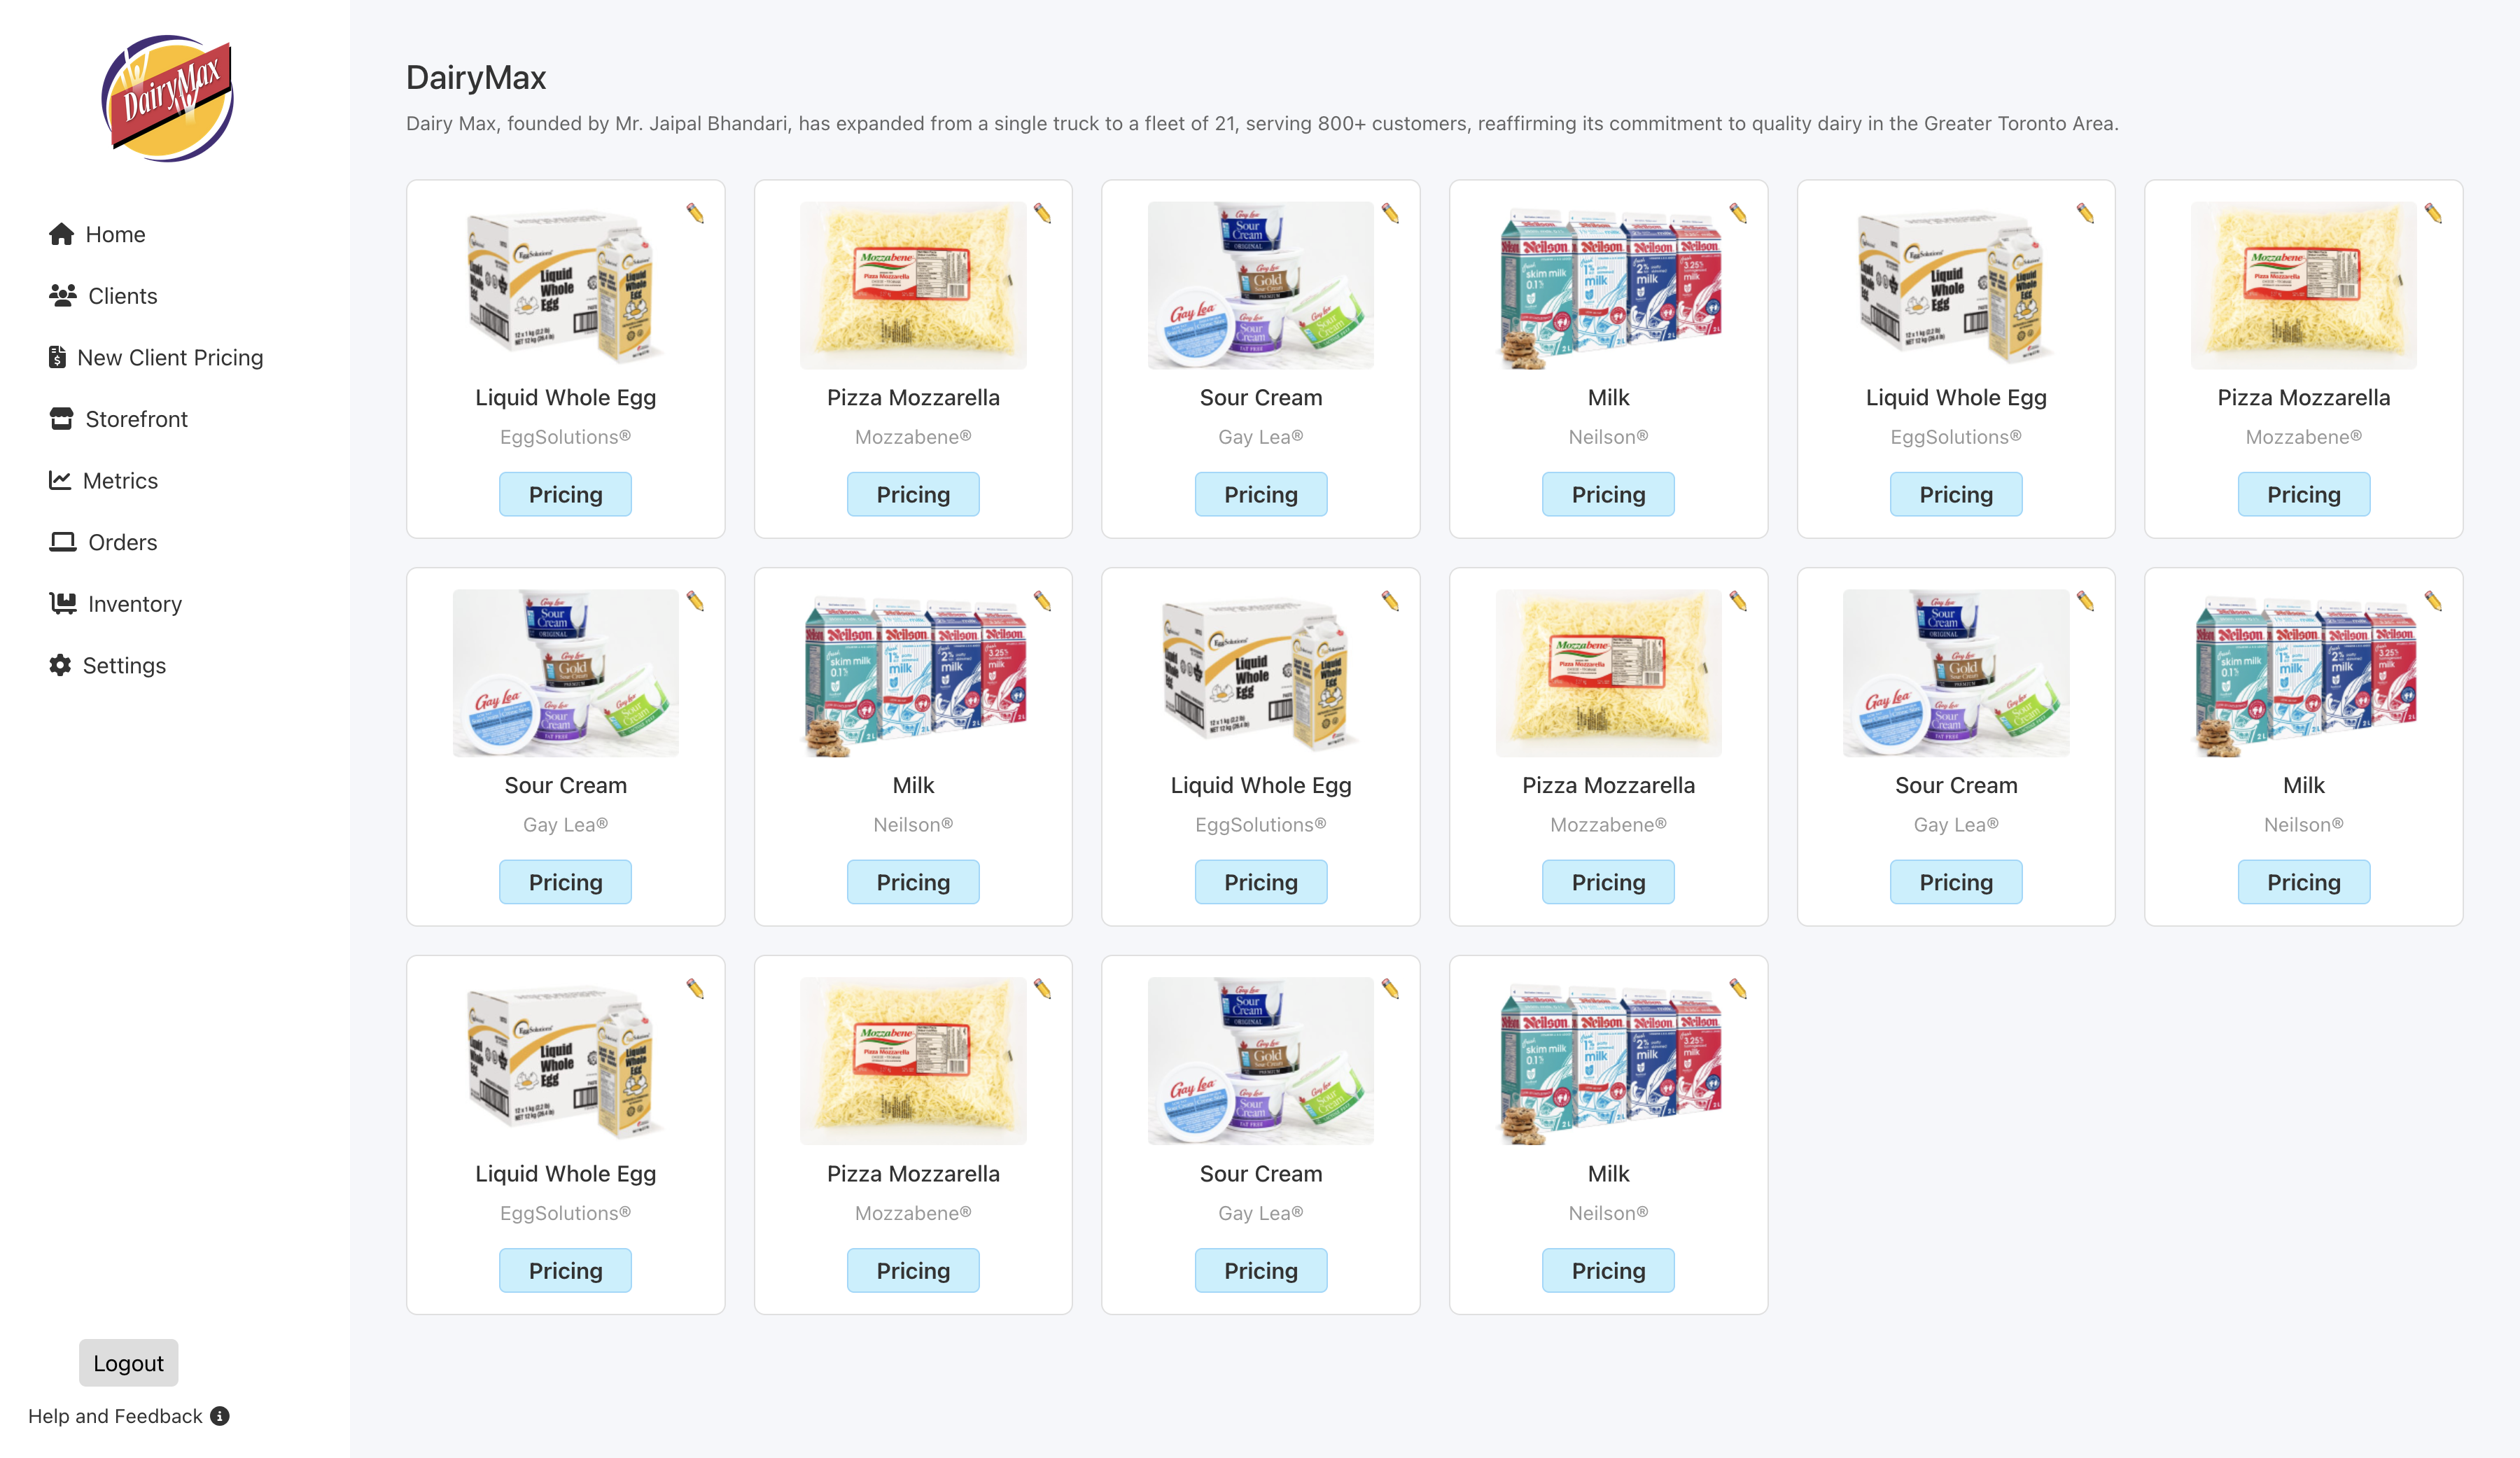 DairyMax
Home
Clients
New Client Pricing
Storefront
Metrics
Orders
Inventory
Settings
Logout
Help and Feedback
DairyMax
Dairy Max, founded by Mr. Jaipal Bhandari, has expanded from a single truck to a fleet of 21, serving 800+ customers, reaffirming its commitment to quality dairy in the Greater Toronto Area.
Liquid Whole Egg
EggSolutions®
Pricing
Pizza Mozzarella
Mozzabene®
Pricing
Sour Cream
Gay Lea®
Pricing
Milk
Neilson®
Pricing
Liquid Whole Egg
EggSolutions®
Pricing
Pizza Mozzarella
Mozzabene®
Pricing
Sour Cream
Gay Lea®
Pricing
Milk
Neilson®
Pricing
Liquid Whole Egg
EggSolutions®
Pricing
Pizza Mozzarella
Mozzabene®
Pricing
Sour Cream
Gay Lea®
Pricing
Milk
Neilson®
Pricing
Liquid Whole Egg
EggSolutions®
Pricing
Pizza Mozzarella
Mozzabene®
Pricing
Sour Cream
Gay Lea®
Pricing
Milk
Neilson®
Pricing